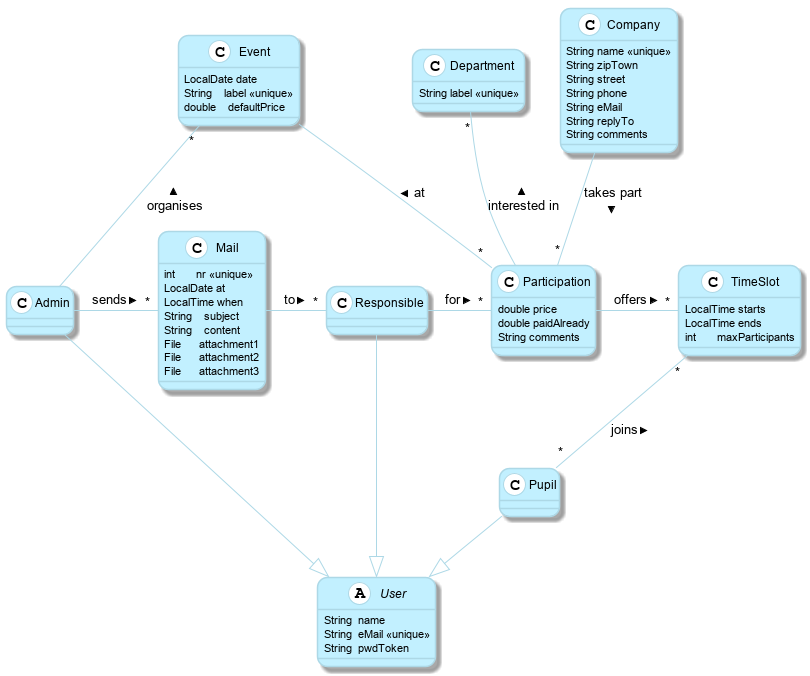 C Company
String name «unique»
String zipTown
String street
String phone
String eMail
String replyTo
String comments
C Event
LocalDate date
String label «unique»
double defaultPrice
C Department
String label «unique»
*
*
▲
organises
◄ at
▲
interested in
takes part
▼
*
*
C Mail
int nr «unique»
LocalDate at
LocalTime when
String subject
String content
File attachment1
File attachment2
File attachment3
C Admin
sends► *
to► *
C Responsible
for► *
C Participation
double price
double paidAlready
String comments
offers► *
C TimeSlot
LocalTime starts
LocalTime ends
int maxParticipants
*
joins►
*
C Pupil
A User
String name
String eMail «unique»
String pwdToken